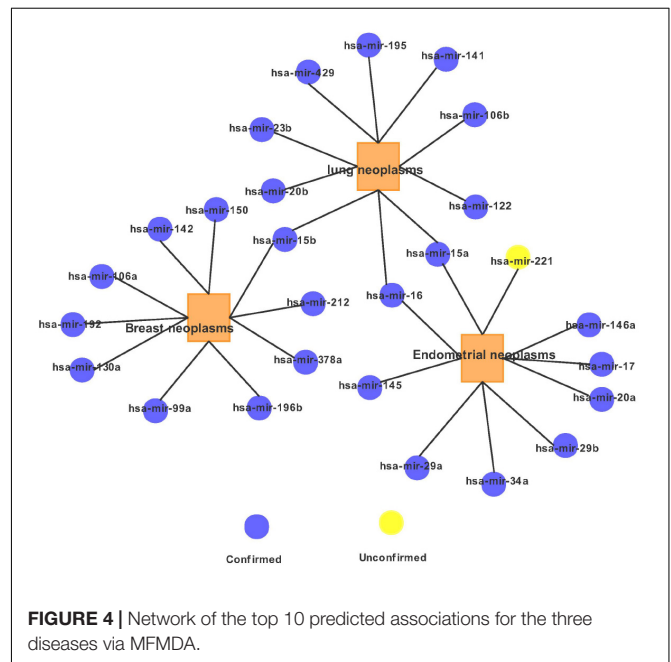 hsa-mir-195
hsa-mir-141
hsa-mir-429
hsa-mir-106b
hsa-mir-23b
lung neoplasms
hsa-mir-20b
hsa-mir-122
hsa-mir-150
hsa-mir-142
hsa-mir-15b
hsa-mir-15a
hsa-mir-221
hsa-mir-106a
hsa-mir-16
hsa-mir-212
hsa-mir-192
Breast neoplasms
hsa-mir-146a
Endometrial neoplasms
hsa-mir-378a
hsa-mir-17
hsa-mir-130a
hsa-mir-145
hsa-mir-20a
hsa-mir-99a
hsa-mir-196b
hsa-mir-29b
hsa-mir-29a
hsa-mir-34a
Confirmed
Unconfirmed
FIGURE 4 | Network of the top 10 predicted associations for the three
diseases via MFMDA.